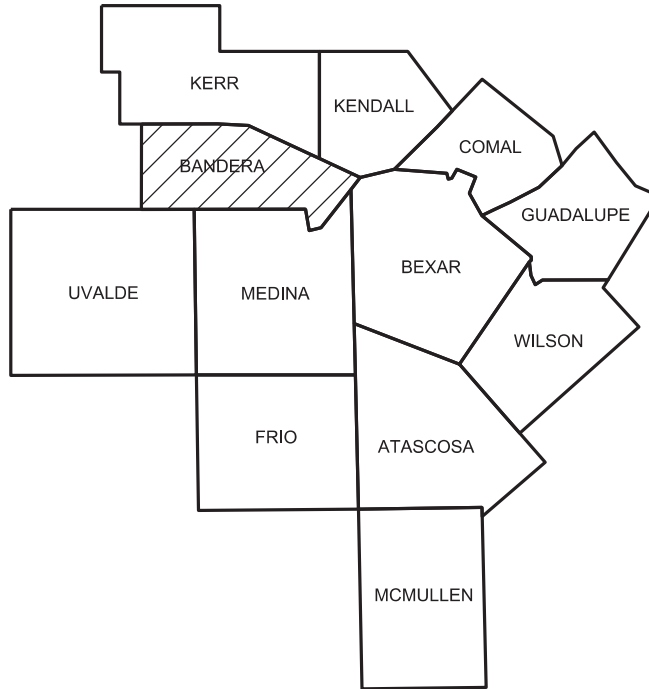 KERR
KENDALL
COMAL
BANDERA
GUADALUPE
BEXAR
UVALDE
MEDINA
WILSON
FRIO
ATASCOSA
MCMULLEN